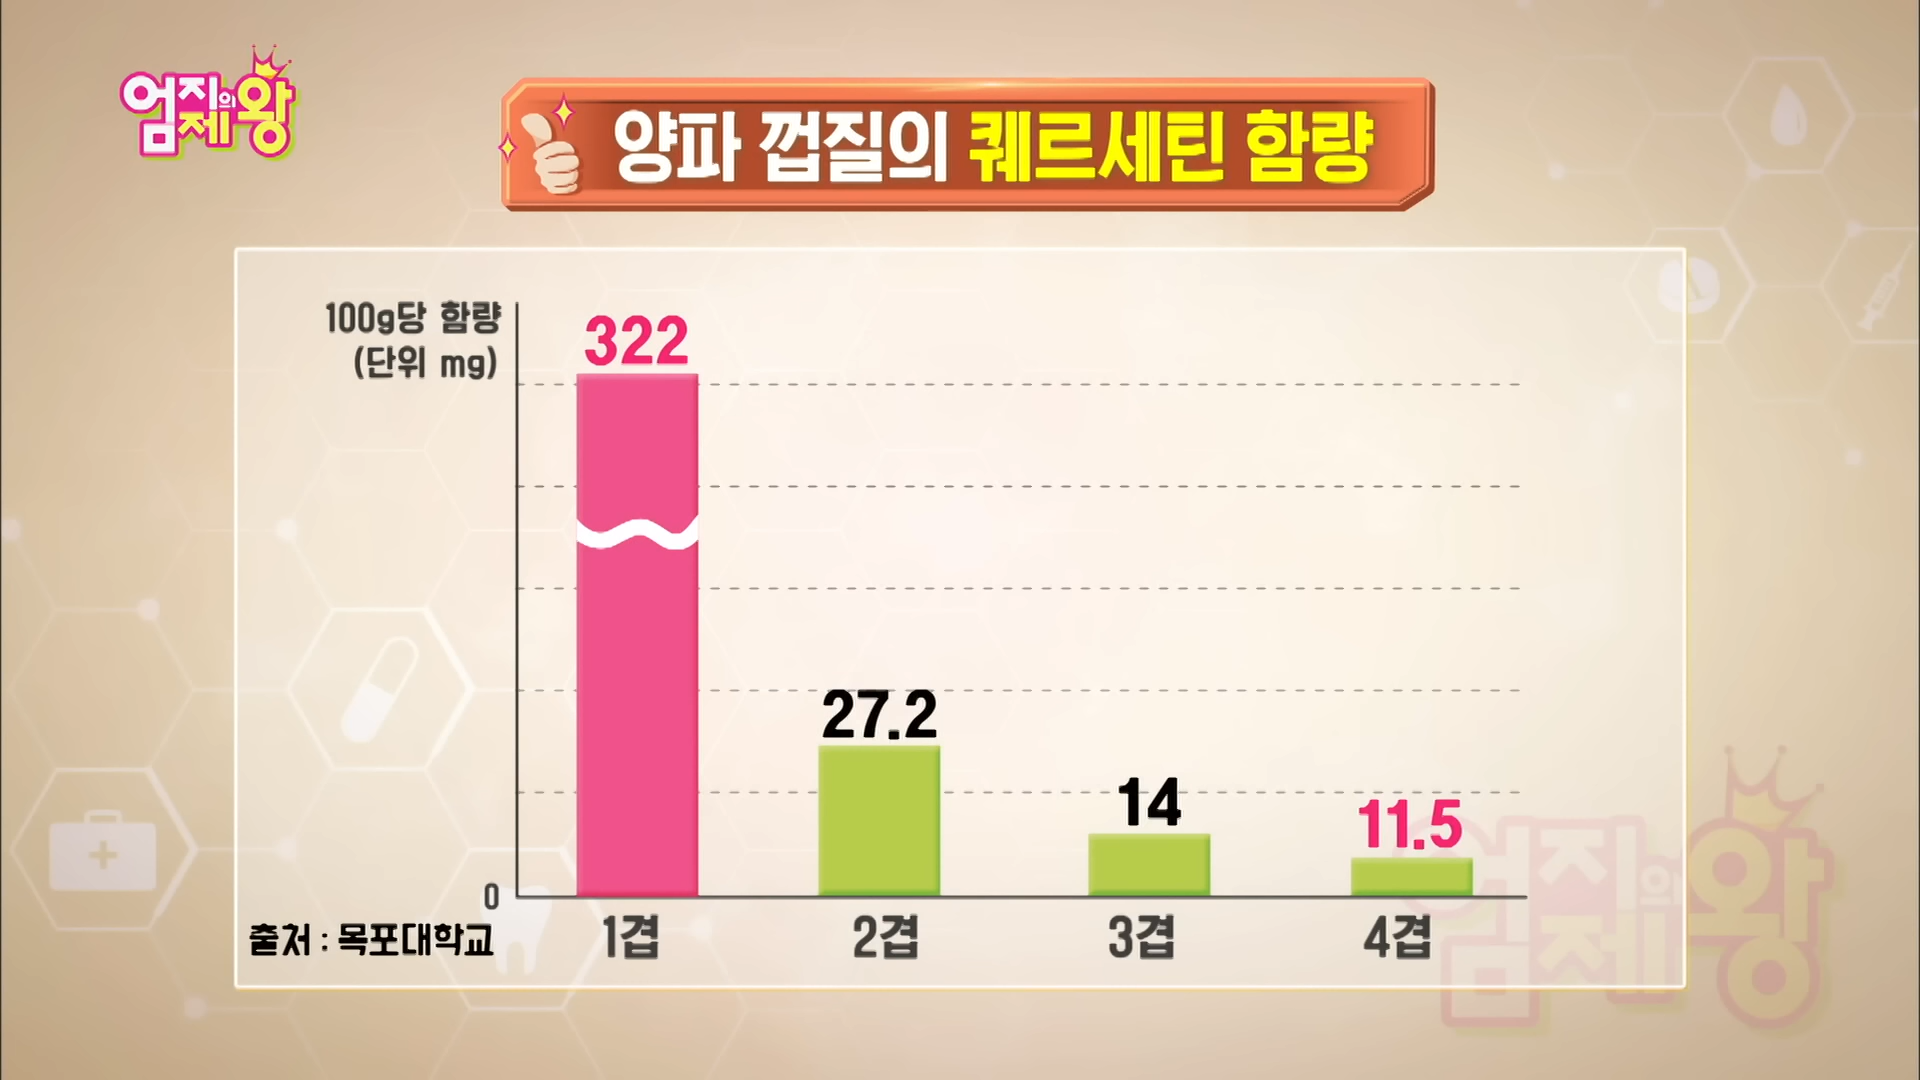 엄지의 제왕
양파 껍질의 퀘르세틴 함량
100g당 함량
(단위 mg)
322
27.2
14
11.5
0
1겹 2겹 3겹 4겹
출처 : 목포대학교
엄지의 제왕